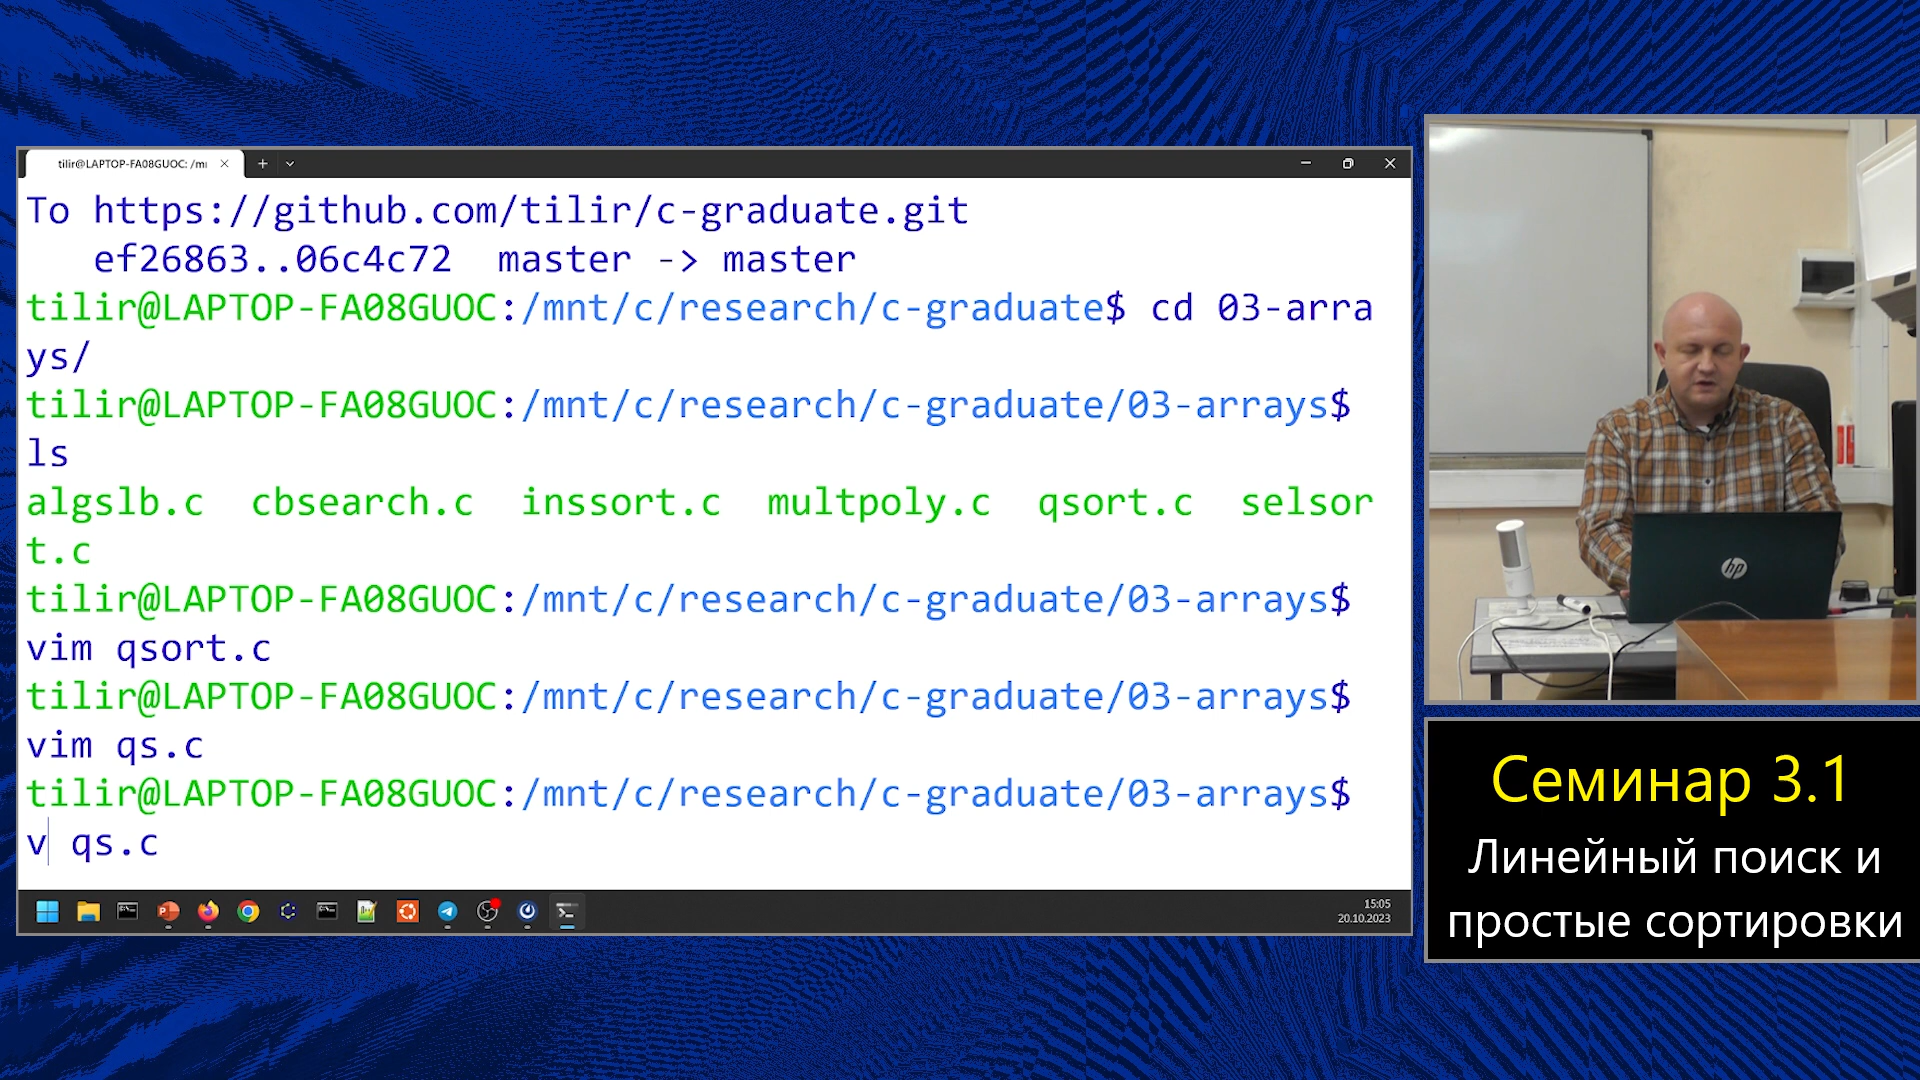 tilir@LAPTOP-FA08GUOC: /m
To https://github.com/tilir/c-graduate.git
ef26863..06c4c72 master -> master
tilir@LAPTOP-FA08GUOC:/mnt/c/research/c-graduate$ cd 03-arra
ys/
tilir@LAPTOP-FA08GUOC:/mnt/c/research/c-graduate/03-arrays$
ls
algslb.c cbsearch.c inssort.c multpoly.c qsort.c selsor
t.c
tilir@LAPTOP-FA08GUOC:/mnt/c/research/c-graduate/03-arrays$
vim qsort.c
tilir@LAPTOP-FA08GUOC:/mnt/c/research/c-graduate/03-arrays$
vim qs.c
tilir@LAPTOP-FA08GUOC:/mnt/c/research/c-graduate/03-arrays$
v qs.c
15:05
20.10.2023
hp
Семинар 3.1
Линейный поиск и
простые сортировки